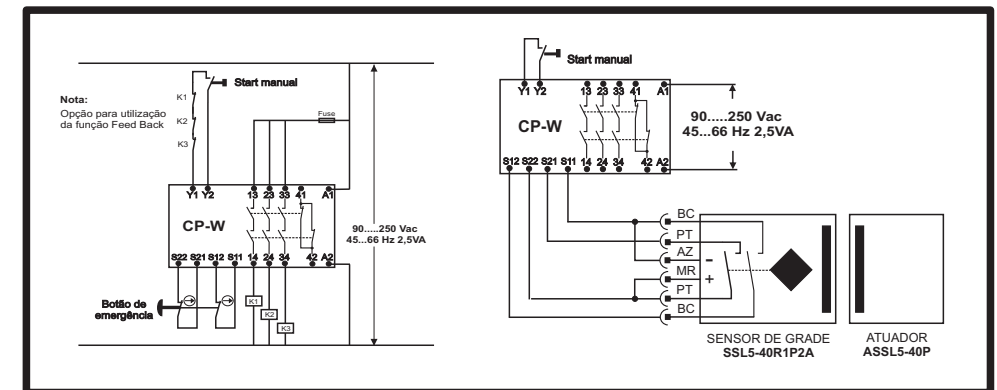 Start manual
Nota:
Opção para utilização
da função Feed Back
K1
K2
K3
Fuse
Y1 Y2 13 23 33 41 A1
CP-W
S22 S21 S12 S11 14 24 34 42 A2
90.....250 Vac
45...66 Hz 2,5VA
Botão de
emergência
K1
K2
K3
Start manual
Y1 Y2 13 23 33 41 A1
CP-W
S12 S22 S21 S11 14 24 34 42 A2
90.....250 Vac
45...66 Hz 2,5VA
BC
PT
AZ -
MR +
PT
BC
SENSOR DE GRADE
SSL5-40R1P2A
ATUADOR
ASSL5-40P